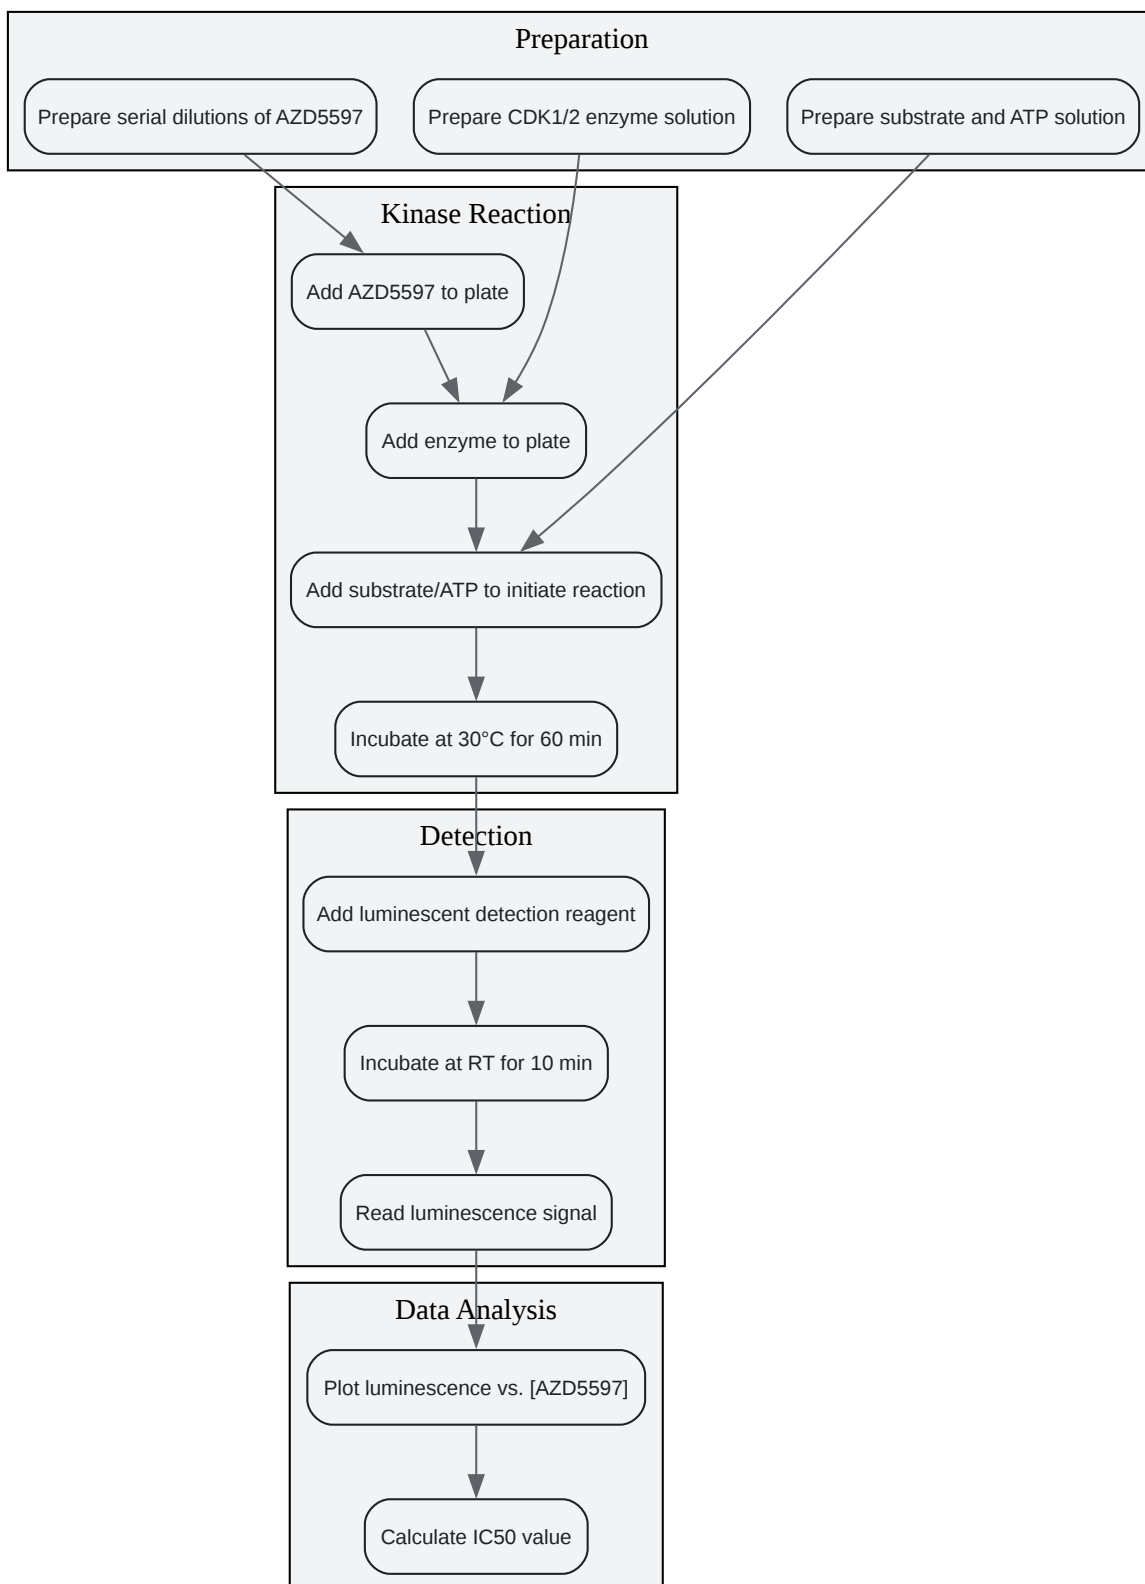 Preparation
Prepare serial dilutions of AZD5597
Prepare CDK1/2 enzyme solution
Prepare substrate and ATP solution
Kinase Reaction
Add AZD5597 to plate
Add enzyme to plate
Add substrate/ATP to initiate reaction
Incubate at 30°C for 60 min
Detection
Add luminescent detection reagent
Incubate at RT for 10 min
Read luminescence signal
Data Analysis
Plot luminescence vs. [AZD5597]
Calculate IC50 value